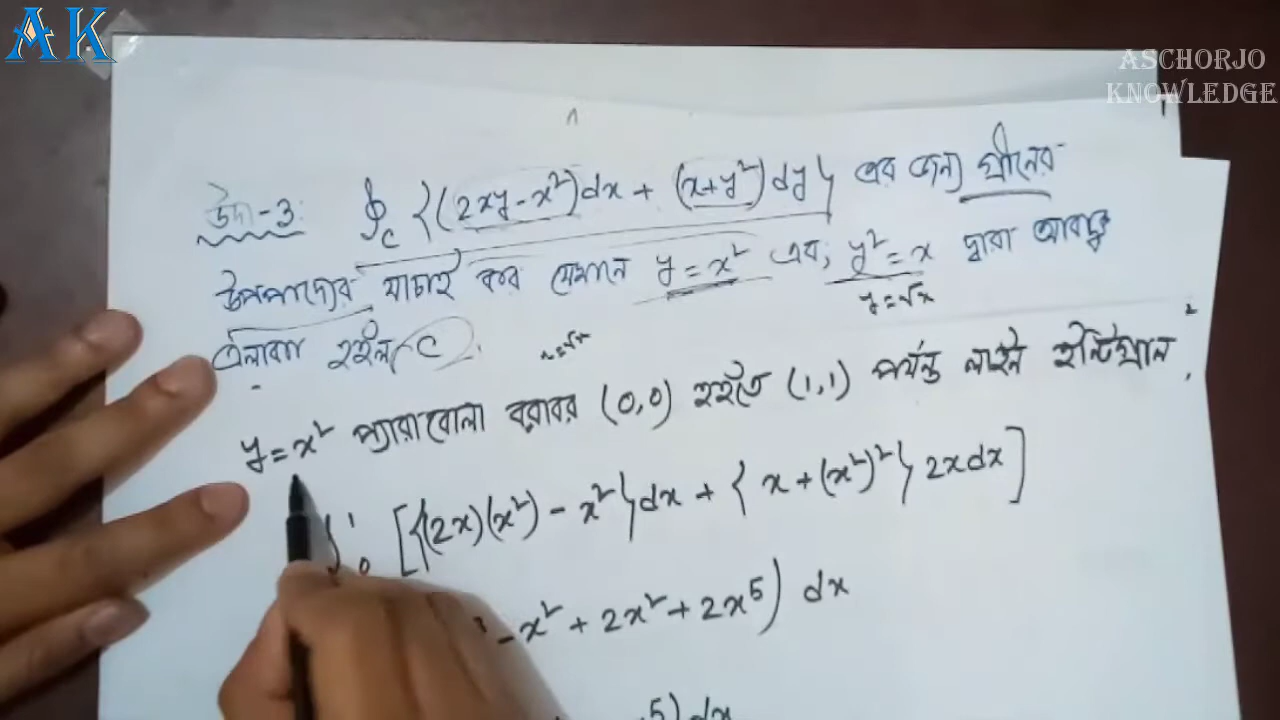 AK
ASCHORJO
KNOWLEDGE
উদা-3: ∮c {(2xy - x²)dx + (x+y²)dy} এর জন্য গ্রীনের
উপপাদ্যের যাচাই কর যেখানে y = x² এবং y² = x দ্বারা আবদ্ধ
y = √x
এলাকা হইল C.
y = x² প্যারাবোলা বরাবর (0,0) হইতে (1,1) পর্যন্ত লাইন ইন্টিগ্রাল,
∫₀¹ [{(2x)(x²) - x²}dx + {x+(x²)²} 2xdx]
- x² + 2x² + 2x⁵) dx
⁵) dx